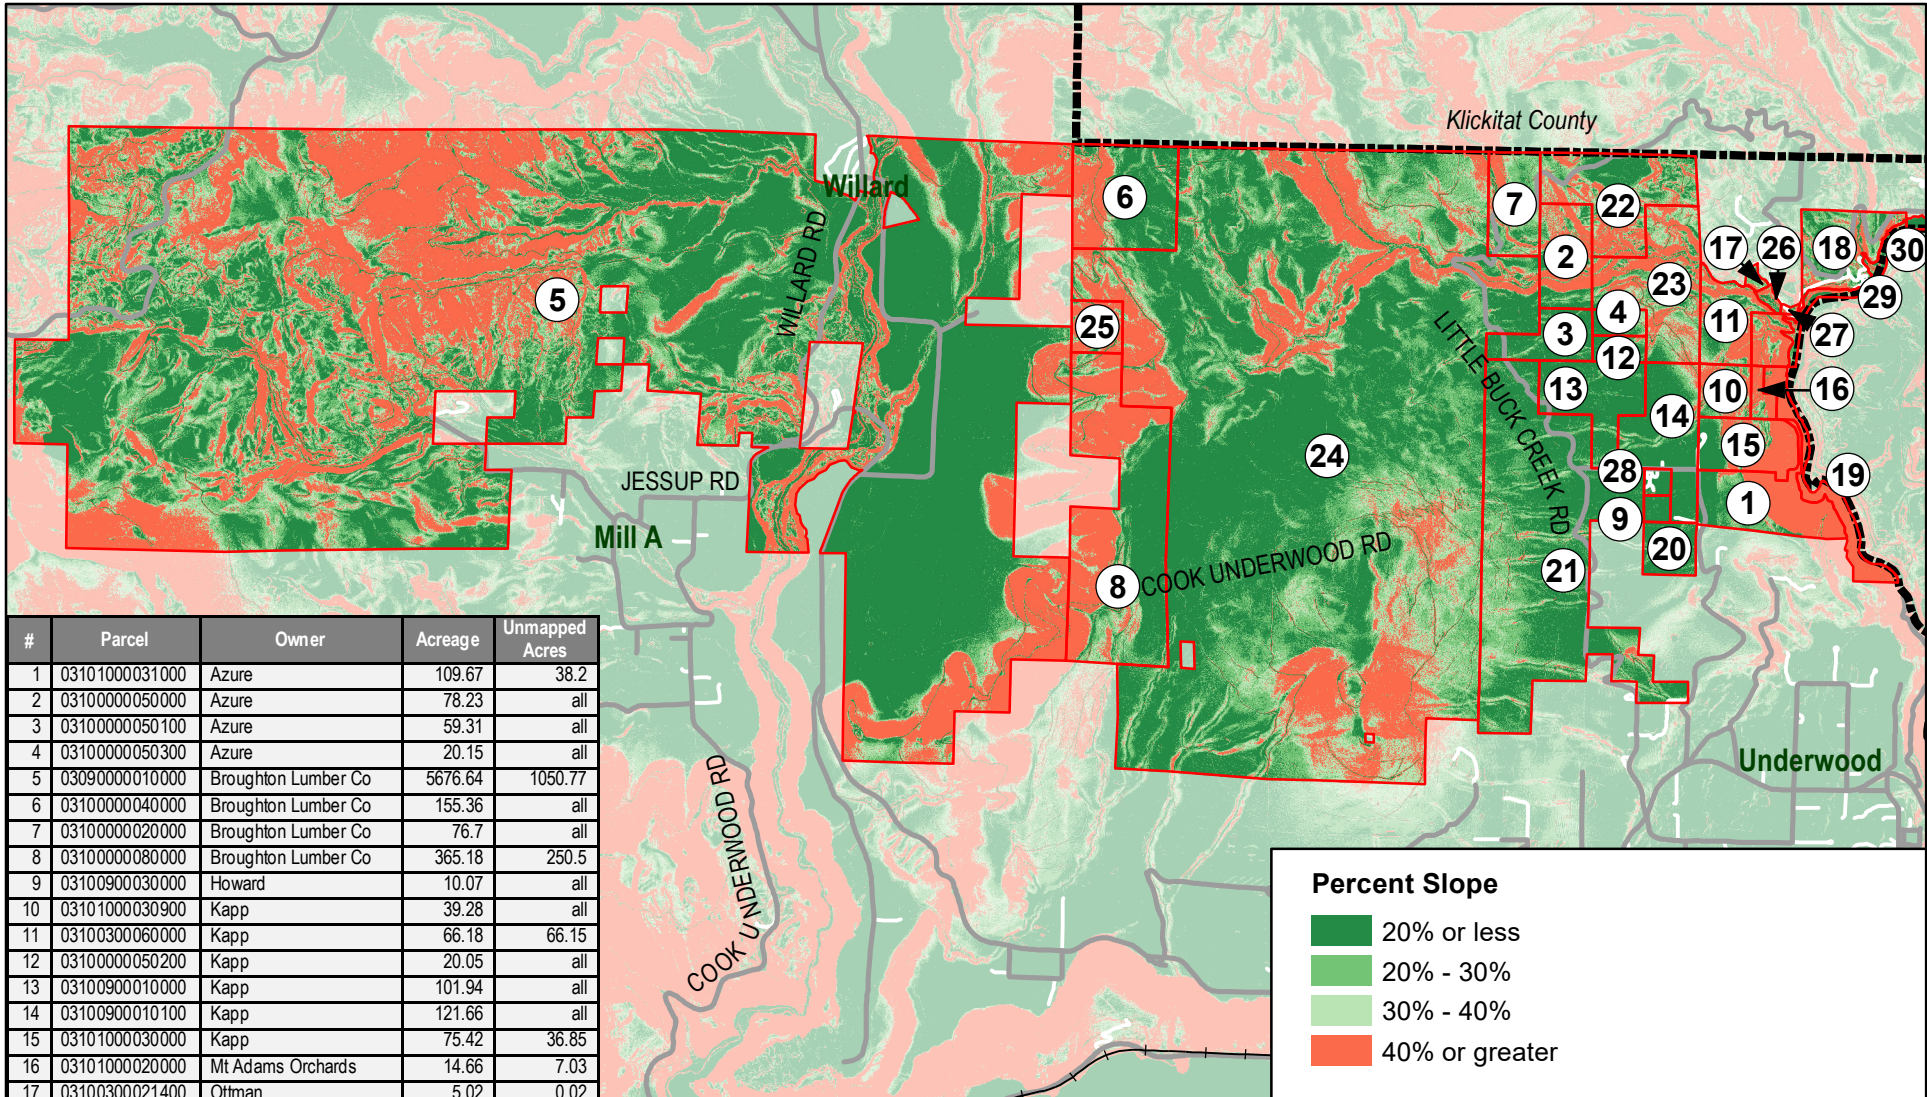 Klickitat County
Willard
WILLARD RD
6
7
22
2
17
26
18
30
5
23
29
25
4
11
27
3
12
LITTLE BUCK CREEK RD
13
10
16
14
24
15
JESSUP RD
28
19
1
Mill A
9
20
COOK UNDERWOOD RD
21
8
Underwood
COOK UNDERWOOD RD
# Parcel Owner Acreage Unmapped Acres
1 03101000031000 Azure 109.67 38.2
2 03100000050000 Azure 78.23 all
3 03100000050100 Azure 59.31 all
4 03100000050300 Azure 20.15 all
5 03090000010000 Broughton Lumber Co 5676.64 1050.77
6 03100000040000 Broughton Lumber Co 155.36 all
7 03100000020000 Broughton Lumber Co 76.7 all
8 03100000080000 Broughton Lumber Co 365.18 250.5
9 03100900030000 Howard 10.07 all
10 03101000030900 Kapp 39.28 all
11 03100300060000 Kapp 66.18 66.15
12 03100000050200 Kapp 20.05 all
13 03100900010000 Kapp 101.94 all
14 03100900010100 Kapp 121.66 all
15 03101000030000 Kapp 75.42 36.85
16 03101000020000 Mt Adams Orchards 14.66 7.03
17 03100300021400 Ottman 5.02 0.02
Percent Slope
20% or less
20% - 30%
30% - 40%
40% or greater